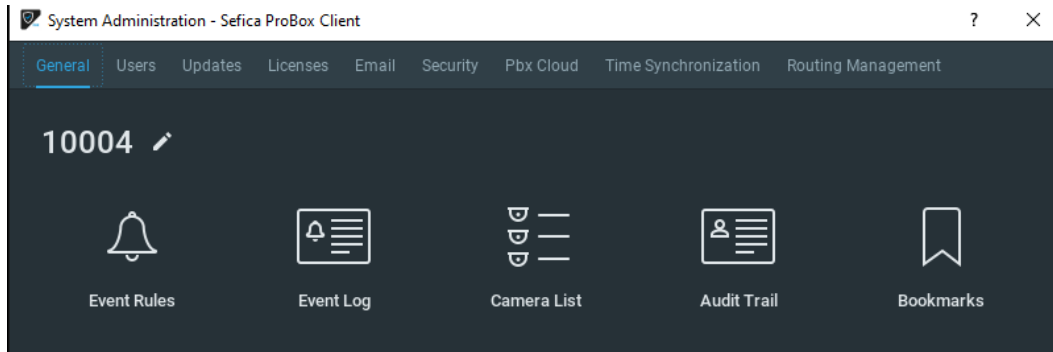 System Administration - Sefica ProBox Client ?
General Users Updates Licenses Email Security Pbx Cloud Time Synchronization Routing Management
10004
Event Rules Event Log Camera List Audit Trail Bookmarks